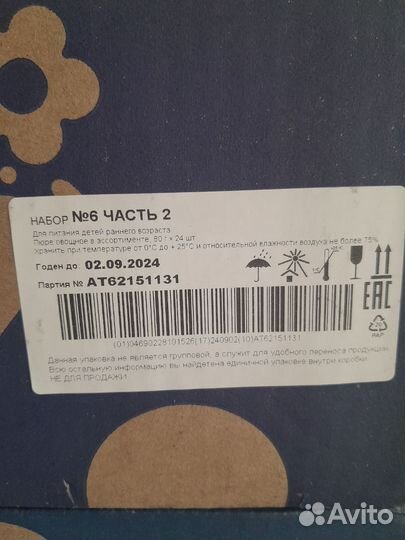 НАБОР №6 ЧАСТЬ 2
Для питания детей раннего возраста
Пюре овощное в ассортименте, 80 г × 24 шт.
хранить при температуре от 0°С до + 25°С и относительной влажности воздуха не более 75%
Годен до: 02.09.2024
Партия № АТ62151131
EAC
PAP
(01)04690228101526(17)240902(10)AT62151131
Данная упаковка не является групповой, а служит для удобного переноса продукции.
Всю остальную информацию вы найдете на единичной упаковке внутри коробки.
НЕ ДЛЯ ПРОДАЖИ
Avito